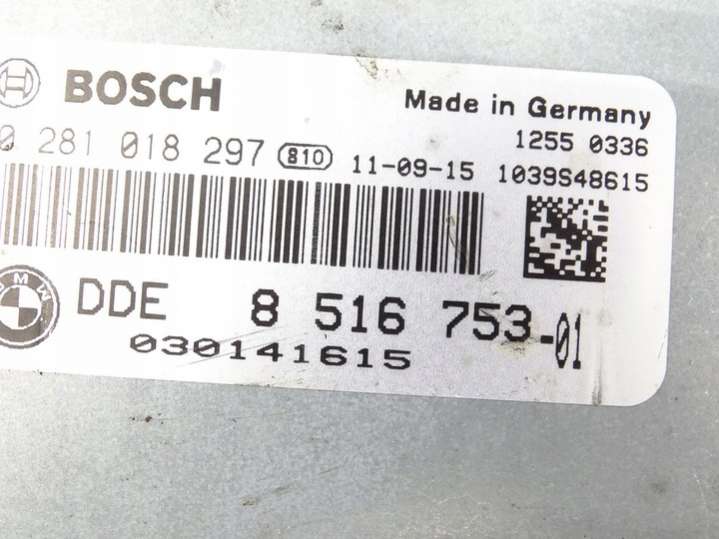 BOSCH
Made in Germany
1255 0336
0 281 018 297 810 11-09-15 1039S48615
BMW
DDE 8 516 753-01
030141615